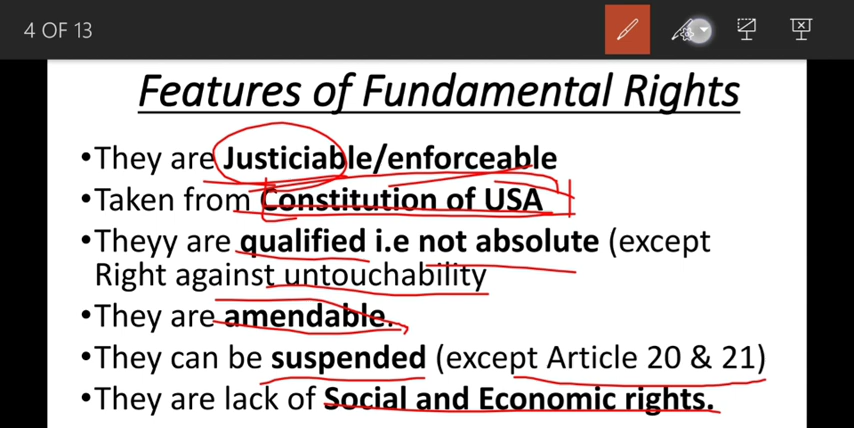 4 OF 13
Features of Fundamental Rights
•They are Justiciable/enforceable
•Taken from Constitution of USA
•Theyy are qualified i.e not absolute (except
Right against untouchability
•They are amendable.
•They can be suspended (except Article 20 & 21)
•They are lack of Social and Economic rights.